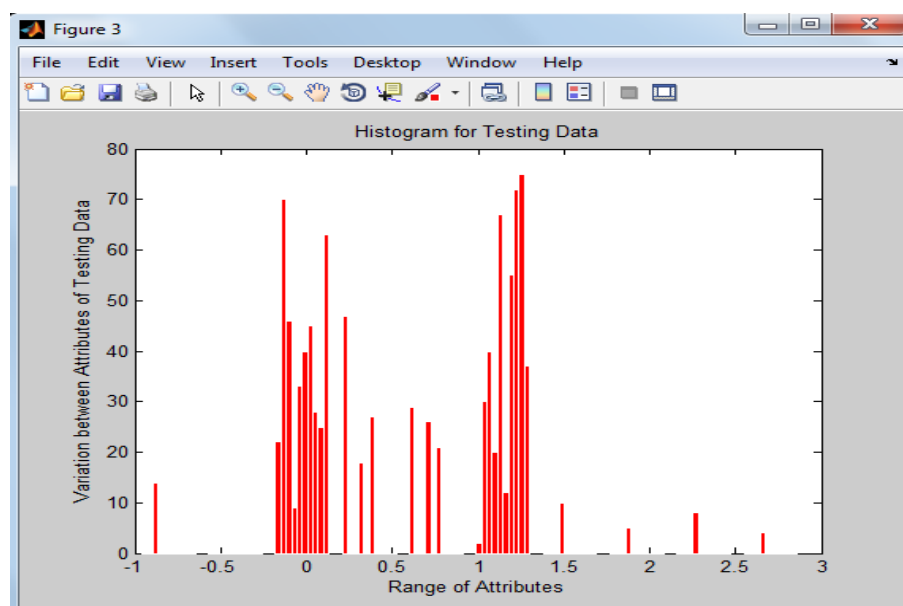 Figure 3
File Edit View Insert Tools Desktop Window Help
Histogram for Testing Data
Variation between Attributes of Testing Data
80
70
60
50
40
30
20
10
0
-1 -0.5 0 0.5 1 1.5 2 2.5 3
Range of Attributes